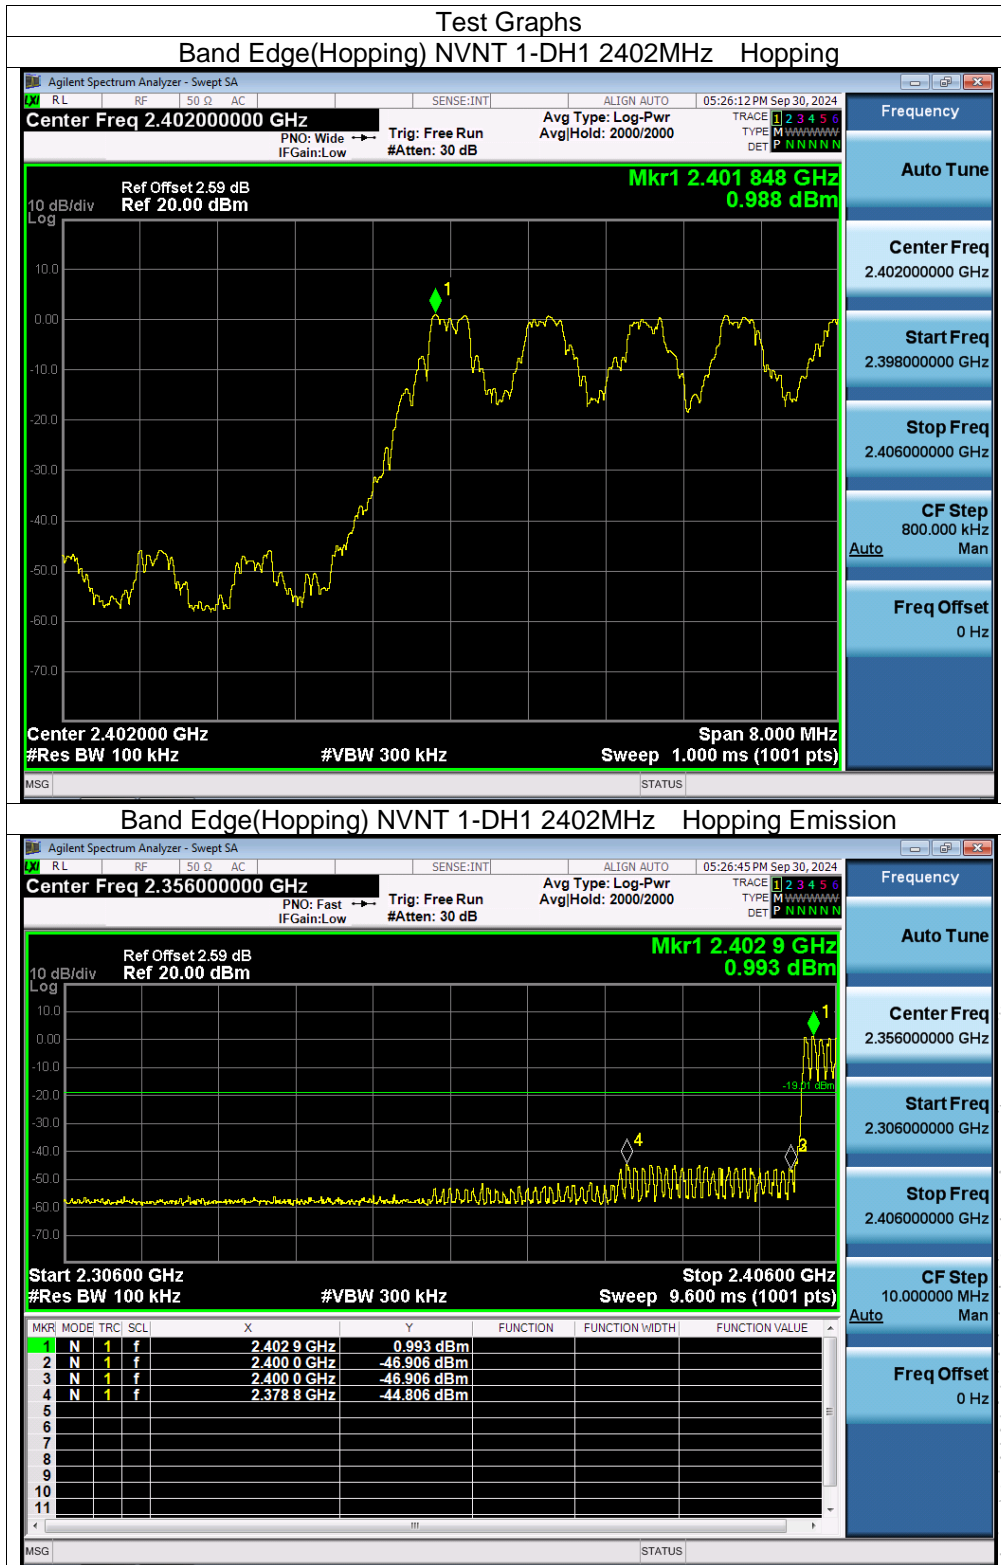 Test Graphs
Band Edge(Hopping) NVNT 1-DH1 2402MHz Hopping
Agilent Spectrum Analyzer - Swept SA
LXI RL RF 50 Ω AC SENSE:INT ALIGN AUTO 05:26:12 PM Sep 30, 2024
Center Freq 2.402000000 GHz
PNO: Wide
IFGain:Low
Trig: Free Run
#Atten: 30 dB
Avg Type: Log-Pwr
Avg|Hold: 2000/2000
TRACE 1 2 3 4 5 6
TYPE M WWWWW
DET P N N N N N
Frequency
Auto Tune
Mkr1 2.401 848 GHz
0.988 dBm
Ref Offset 2.59 dB
10 dB/div Ref 20.00 dBm
Log
10.0
0.00
-10.0
-20.0
-30.0
-40.0
-50.0
-60.0
-70.0
1
Center Freq
2.402000000 GHz
Start Freq
2.398000000 GHz
Stop Freq
2.406000000 GHz
CF Step
800.000 kHz
Auto Man
Freq Offset
0 Hz
Center 2.402000 GHz Span 8.000 MHz
#Res BW 100 kHz #VBW 300 kHz Sweep 1.000 ms (1001 pts)
MSG STATUS
Band Edge(Hopping) NVNT 1-DH1 2402MHz Hopping Emission
Agilent Spectrum Analyzer - Swept SA
LXI RL RF 50 Ω AC SENSE:INT ALIGN AUTO 05:26:45 PM Sep 30, 2024
Center Freq 2.356000000 GHz
PNO: Fast
IFGain:Low
Trig: Free Run
#Atten: 30 dB
Avg Type: Log-Pwr
Avg|Hold: 2000/2000
TRACE 1 2 3 4 5 6
TYPE M WWWWW
DET P N N N N N
Frequency
Auto Tune
Mkr1 2.402 9 GHz
0.993 dBm
Ref Offset 2.59 dB
10 dB/div Ref 20.00 dBm
Log
10.0
0.00
-10.0
-20.0
-30.0
-40.0
-50.0
-60.0
-70.0
1
-19.01 dBm
4
Center Freq
2.356000000 GHz
Start Freq
2.306000000 GHz
Stop Freq
2.406000000 GHz
CF Step
10.000000 MHz
Auto Man
Freq Offset
0 Hz
Start 2.30600 GHz Stop 2.40600 GHz
#Res BW 100 kHz #VBW 300 kHz Sweep 9.600 ms (1001 pts)
MKR MODE TRC SCL X Y FUNCTION FUNCTION WIDTH FUNCTION VALUE
1 N 1 f 2.402 9 GHz 0.993 dBm
2 N 1 f 2.400 0 GHz -46.906 dBm
3 N 1 f 2.400 0 GHz -46.906 dBm
4 N 1 f 2.378 8 GHz -44.806 dBm
5
6
7
8
9
10
11
MSG STATUS